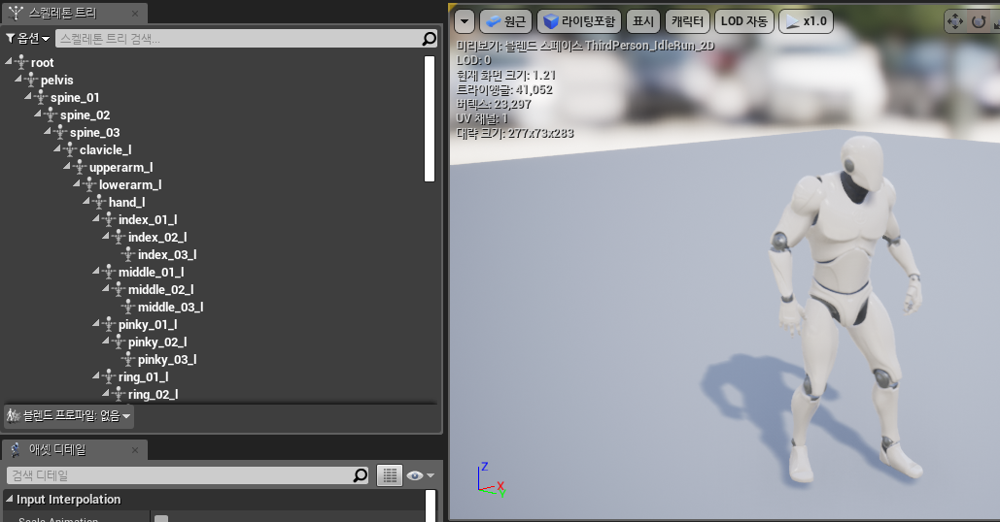 스켈레톤 트리
옵션
스켈레톤 트리 검색...
root
pelvis
spine_01
spine_02
spine_03
clavicle_l
upperarm_l
lowerarm_l
hand_l
index_01_l
index_02_l
index_03_l
middle_01_l
middle_02_l
middle_03_l
pinky_01_l
pinky_02_l
pinky_03_l
ring_01_l
ring_02_l
블렌드 프로파일: 없음
애셋 디테일
검색 디테일
Input Interpolation
Scale Animation
원근 라이팅포함 표시 캐릭터 LOD 자동 x1.0
미리보기: 블렌드 스페이스 ThirdPerson_IdleRun_2D
LOD: 0
현재 화면 크기: 1.21
트라이앵글: 41,052
버텍스: 23,297
UV 채널: 1
대략 크기: 277x73x283
Z
X
Y